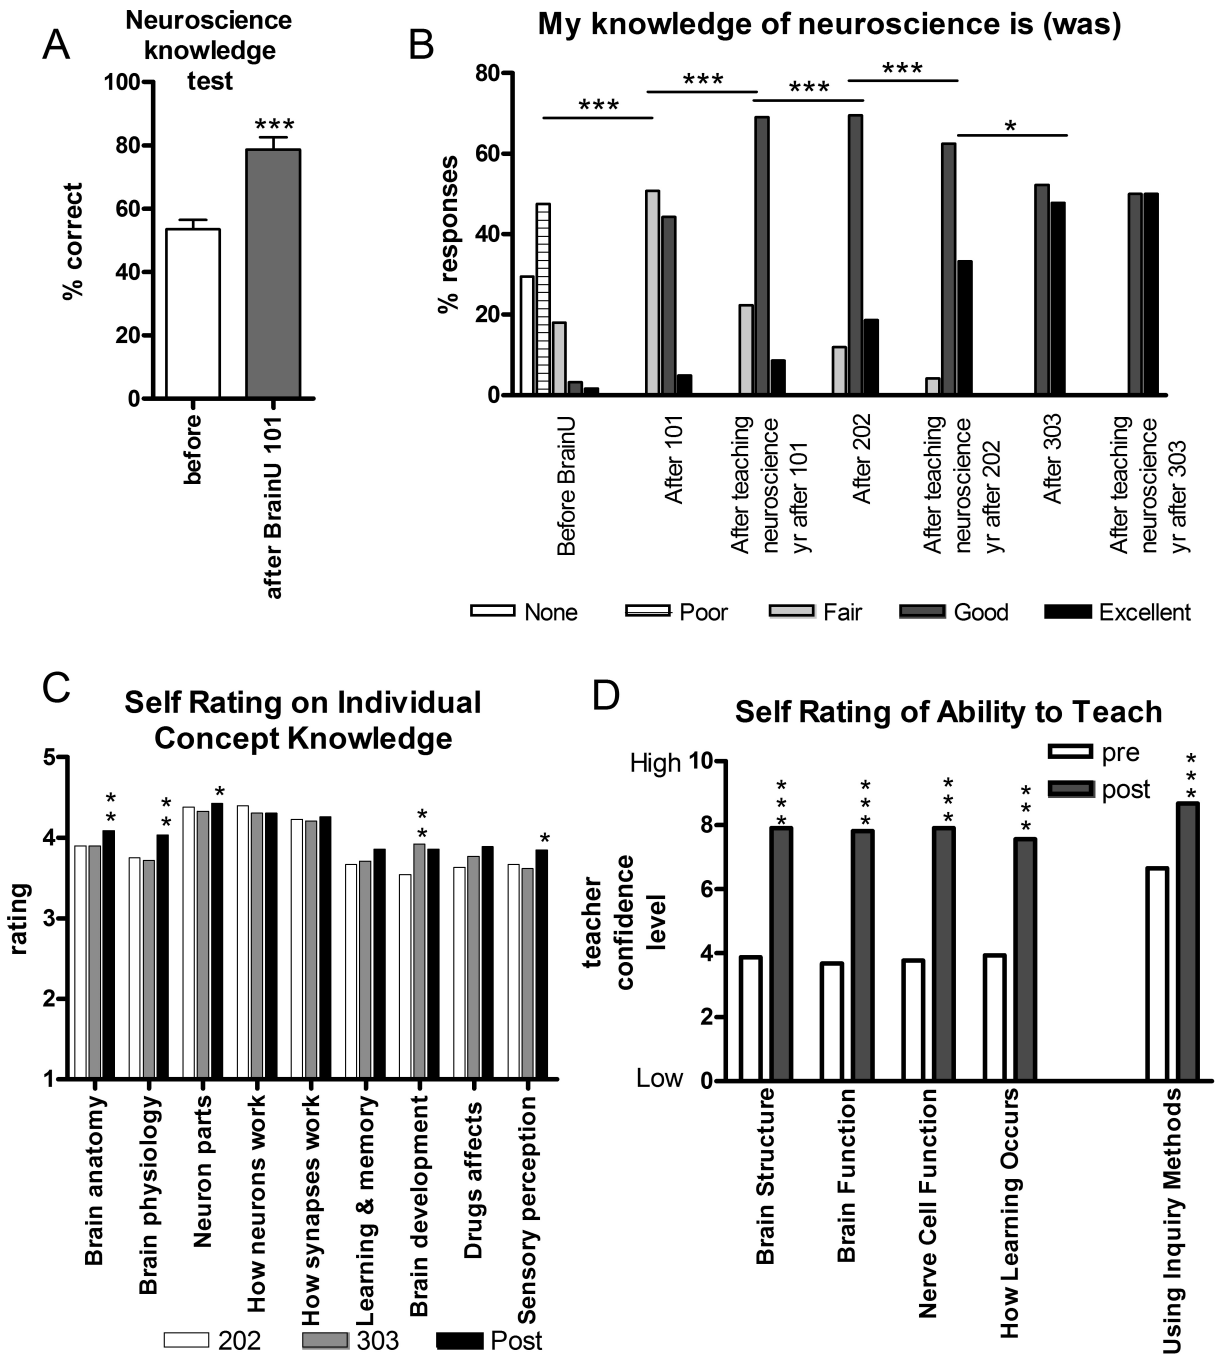 A
Neuroscience
knowledge
test
% correct
100
80
60
40
20
0
***
before
after BrainU 101
B
My knowledge of neuroscience is (was)
% responses
80
60
40
20
0
***
***
***
***
*
Before BrainU
After 101
After teaching
neuroscience
yr after 101
After 202
After teaching
neuroscience
yr after 202
After 303
After teaching
neuroscience
yr after 303
None
Poor
Fair
Good
Excellent
C
Self Rating on Individual
Concept Knowledge
rating
5
4
3
2
1
**
**
*
**
*
Brain anatomy
Brain physiology
Neuron parts
How neurons work
How synapses work
Learning & memory
Brain development
Drugs affects
Sensory perception
202
303
Post
D
Self Rating of Ability to Teach
teacher
confidence
level
High
Low
10
8
6
4
2
0
pre
post
***
***
***
***
***
Brain Structure
Brain Function
Nerve Cell Function
How Learning Occurs
Using Inquiry Methods